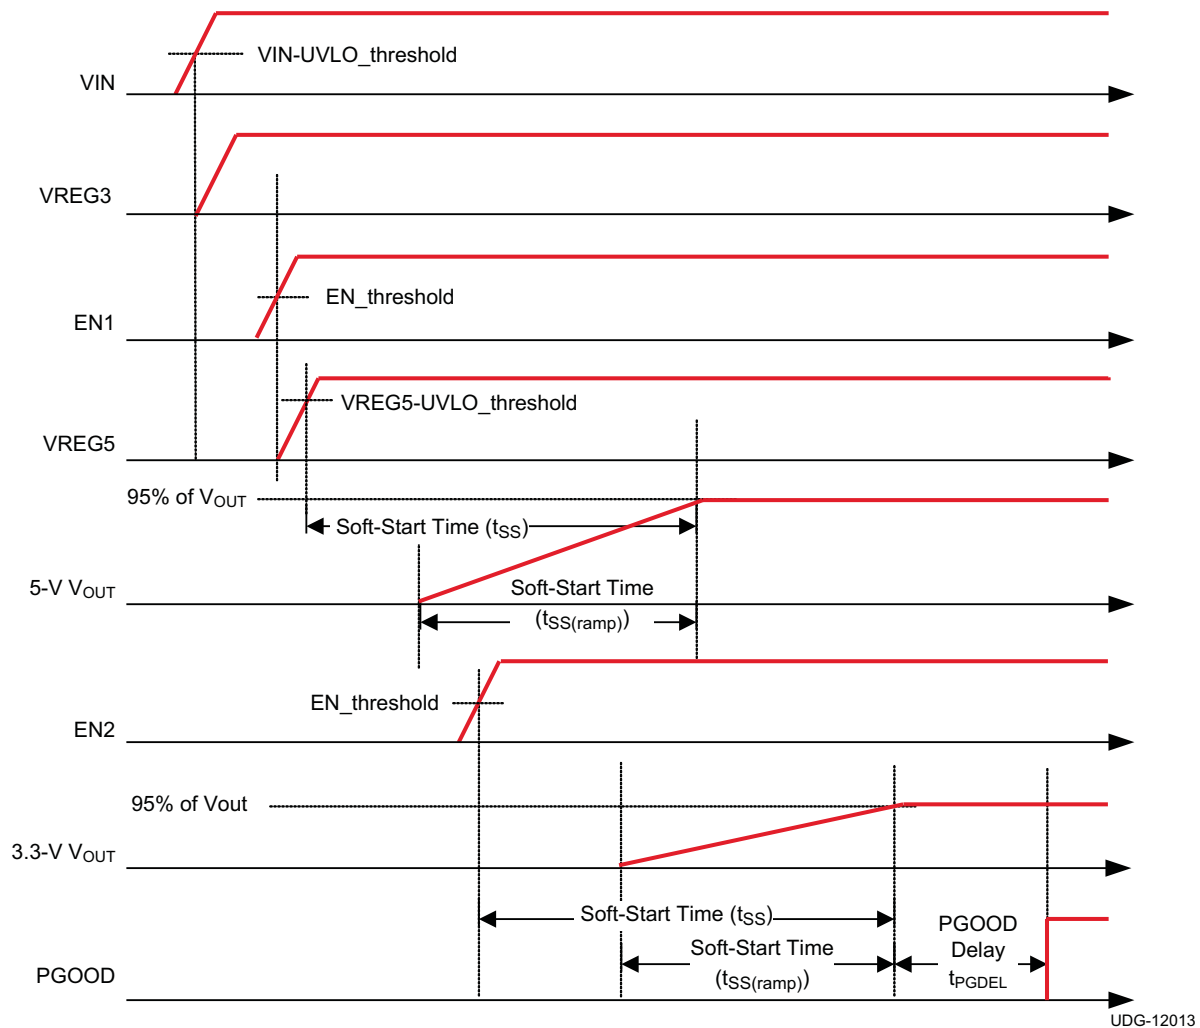 VIN-UVLO_threshold
VIN
VREG3
EN_threshold
EN1
VREG5-UVLO_threshold
VREG5
95% of VOUT
Soft-Start Time (tSS)
5-V VOUT
Soft-Start Time
(tSS(ramp))
EN_threshold
EN2
95% of Vout
3.3-V VOUT
Soft-Start Time (tSS)
Soft-Start Time
(tSS(ramp))
PGOOD
Delay
tPGDEL
PGOOD
UDG-12013